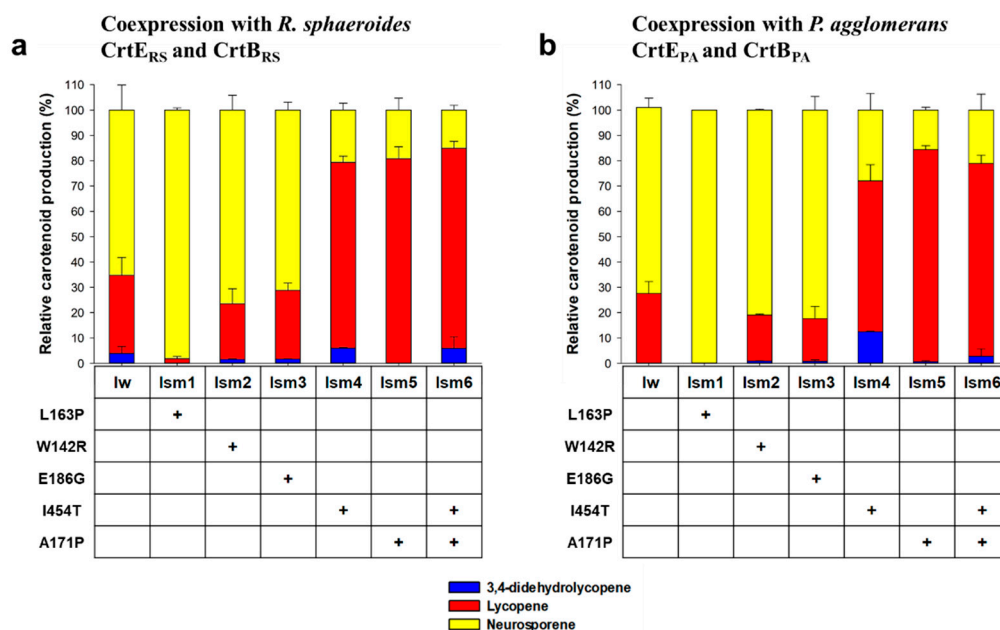 Coexpression with R. sphaeroides
CrtERS and CrtBRS
a
Relative carotenoid production (%)
110
100
90
80
70
60
50
40
30
20
10
0
Iw Ism1 Ism2 Ism3 Ism4 Ism5 Ism6
L163P +
W142R +
E186G +
I454T + +
A171P + +
Coexpression with P. agglomerans
CrtEPA and CrtBPA
b
Relative carotenoid production (%)
110
100
90
80
70
60
50
40
30
20
10
0
Iw Ism1 Ism2 Ism3 Ism4 Ism5 Ism6
L163P +
W142R +
E186G +
I454T + +
A171P + +
3,4-didehydrolycopene
Lycopene
Neurosporene